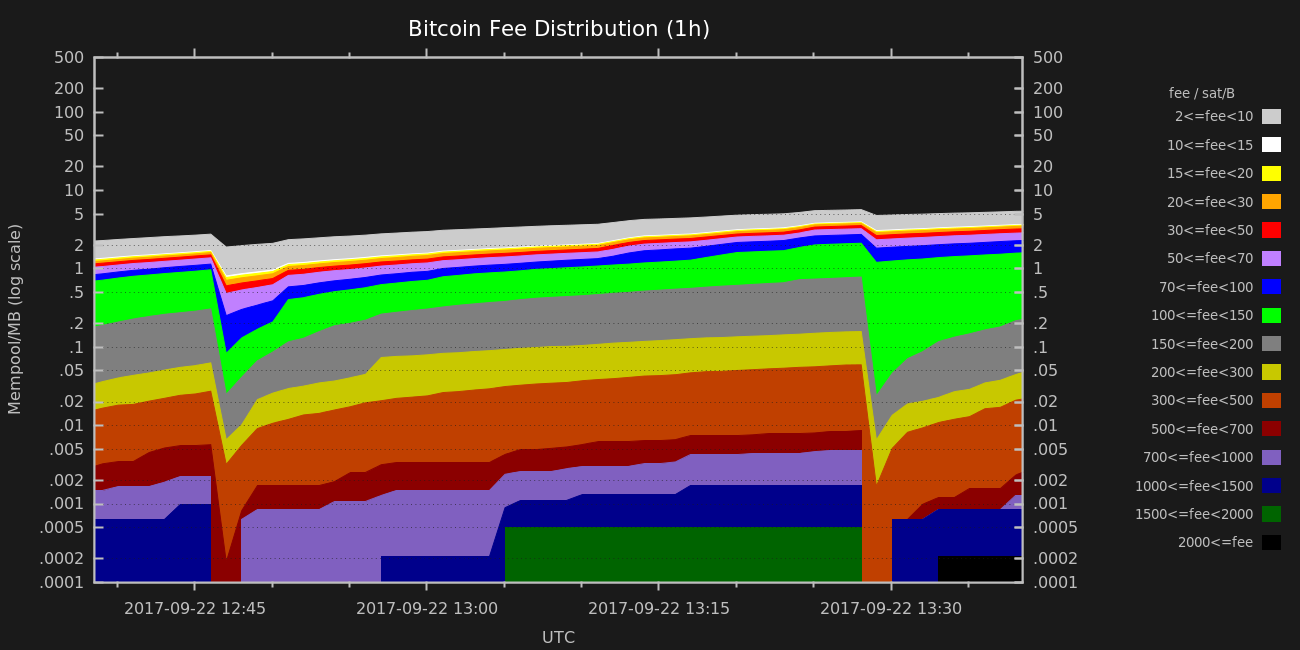 Bitcoin Fee Distribution (1h)
500
200
100
50
20
10
5
2
1
.5
.2
.1
.05
.02
.01
.005
.002
.001
.0005
.0002
.0001
Mempool/MB (log scale)
500
200
100
50
20
10
5
2
1
.5
.2
.1
.05
.02
.01
.005
.002
.001
.0005
.0002
.0001
2017-09-22 12:45
2017-09-22 13:00
2017-09-22 13:15
2017-09-22 13:30
UTC
fee / sat/B
2<=fee<10
10<=fee<15
15<=fee<20
20<=fee<30
30<=fee<50
50<=fee<70
70<=fee<100
100<=fee<150
150<=fee<200
200<=fee<300
300<=fee<500
500<=fee<700
700<=fee<1000
1000<=fee<1500
1500<=fee<2000
2000<=fee